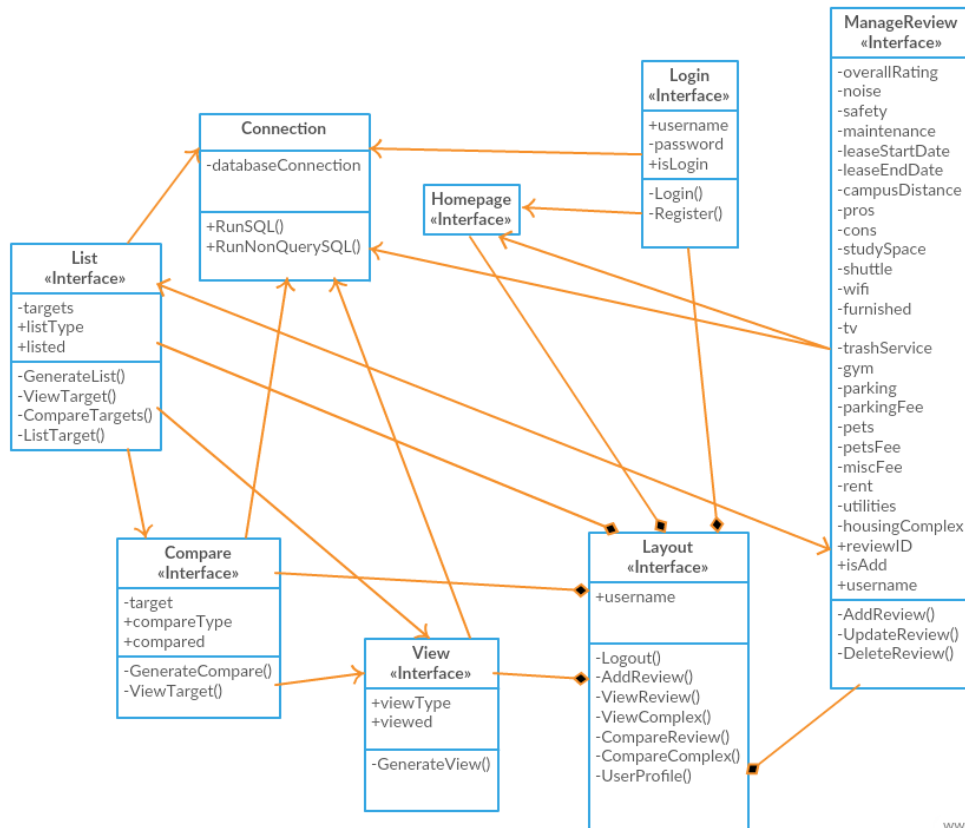 ManageReview
«Interface»
-overallRating
-noise
-safety
-maintenance
-leaseStartDate
-leaseEndDate
-campusDistance
-pros
-cons
-studySpace
-shuttle
-wifi
-furnished
-tv
-trashService
-gym
-parking
-parkingFee
-pets
-petsFee
-miscFee
-rent
-utilities
-housingComplex
+reviewID
+isAdd
+username
-AddReview()
-UpdateReview()
-DeleteReview()
Login
«Interface»
+username
-password
+isLogin
-Login()
-Register()
Connection
-databaseConnection
+RunSQL()
+RunNonQuerySQL()
Homepage
«Interface»
List
«Interface»
-targets
+listType
+listed
-GenerateList()
-ViewTarget()
-CompareTargets()
-ListTarget()
Compare
«Interface»
-target
+compareType
+compared
-GenerateCompare()
-ViewTarget()
View
«Interface»
+viewType
+viewed
-GenerateView()
Layout
«Interface»
+username
-Logout()
-AddReview()
-ViewReview()
-ViewComplex()
-CompareReview()
-CompareComplex()
-UserProfile()
ww